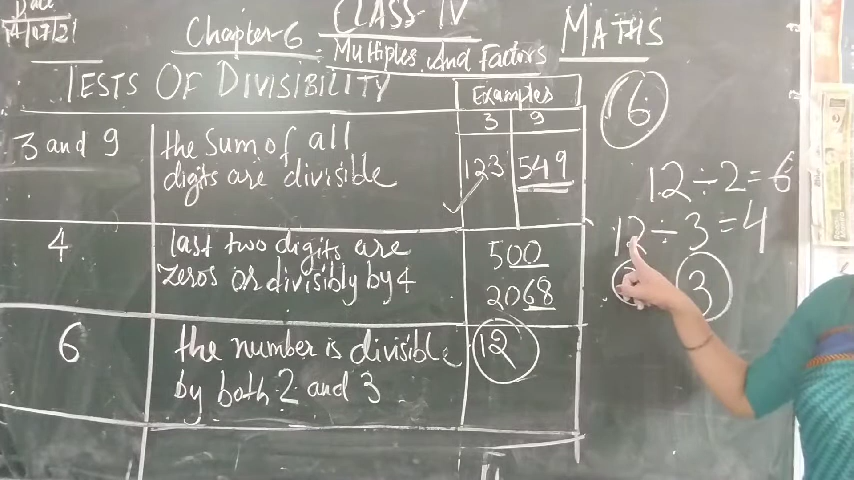 Date
CLASS-IV
Chapter-6
Multiples And Factors
MATHS
TESTS OF DIVISIBILITY
Examples
3 9
3 and 9
the Sum of all
digits are divisible
123 549
4
last two digits are
zeros or divisibly by 4
500
2068
6
the number is divisible
by both 2 and 3
12
6
12÷2=6
12÷3=4
3